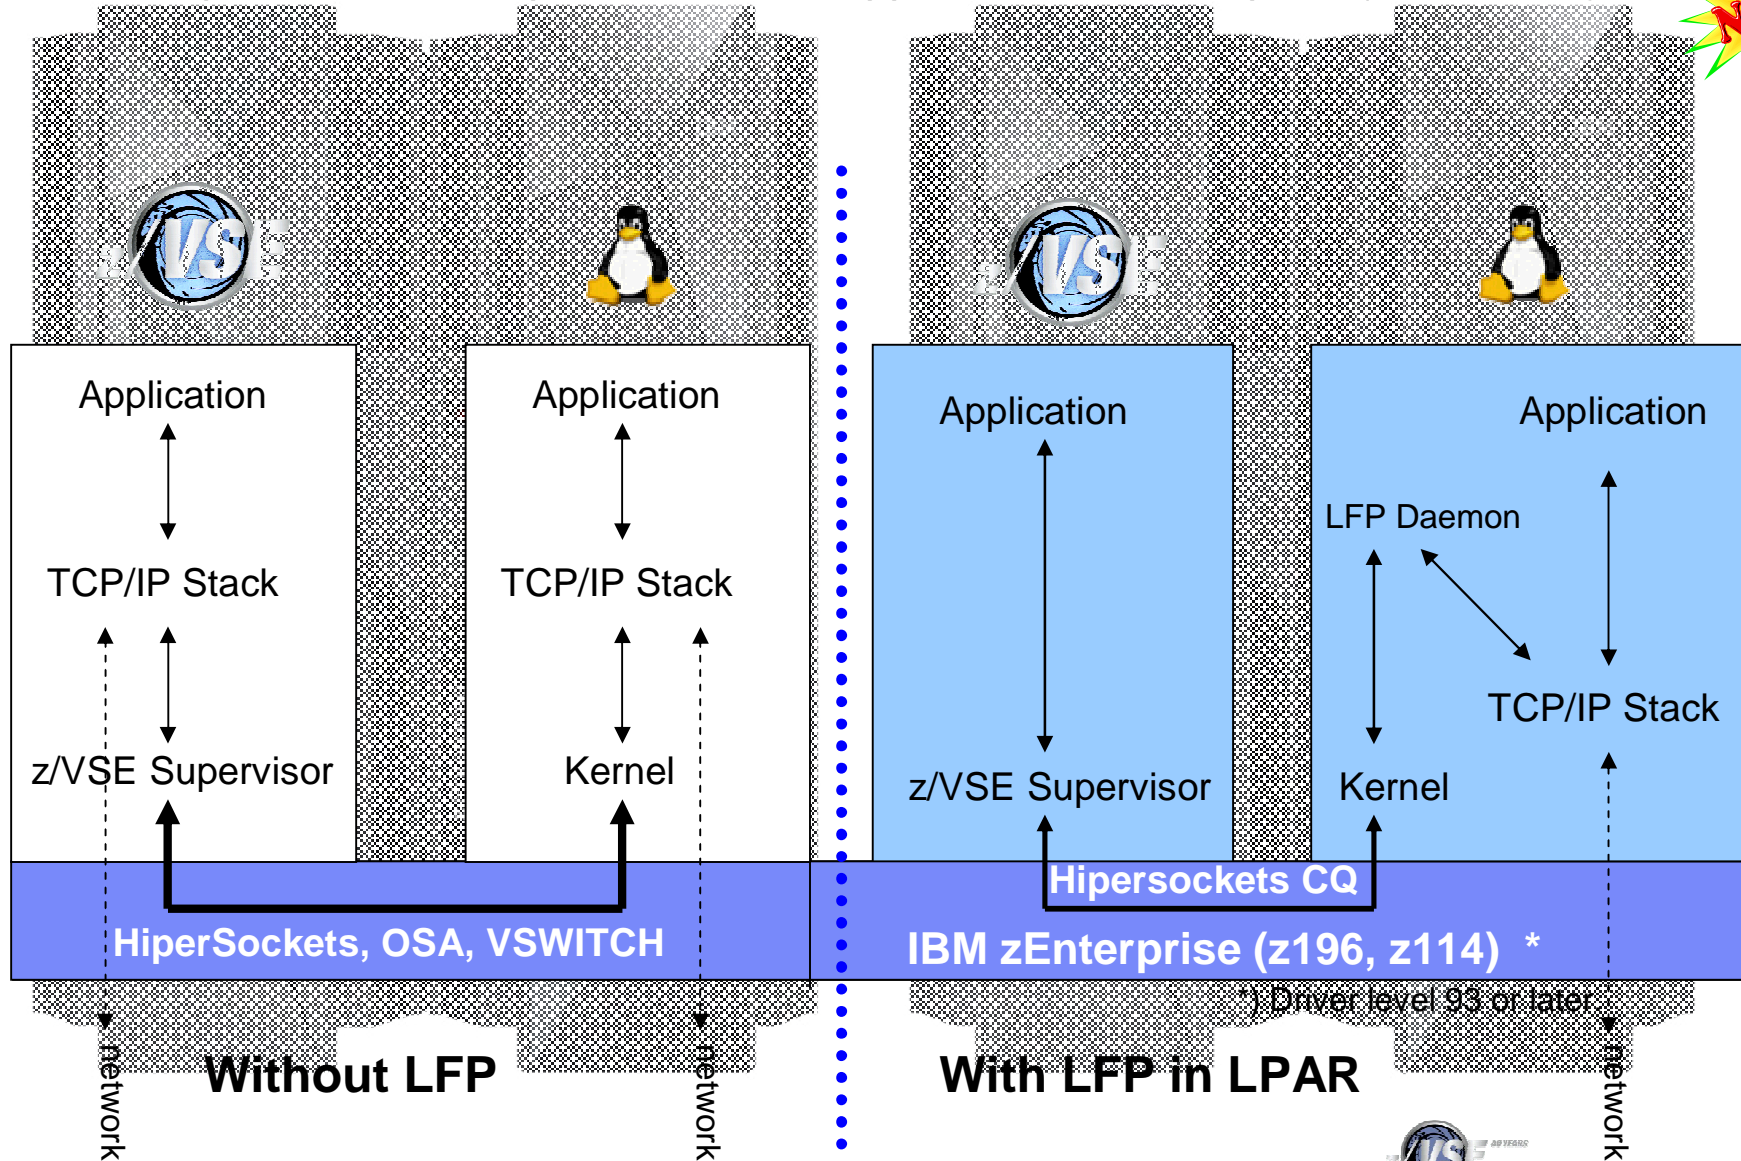 z/VSE
z/VSE
Application
TCP/IP Stack
z/VSE Supervisor
Application
TCP/IP Stack
Kernel
HiperSockets, OSA, VSWITCH
network
network
Without LFP
Application
z/VSE Supervisor
Application
LFP Daemon
TCP/IP Stack
Kernel
Hipersockets CQ
IBM zEnterprise (z196, z114) *
*) Driver level 93 or later
network
With LFP in LPAR